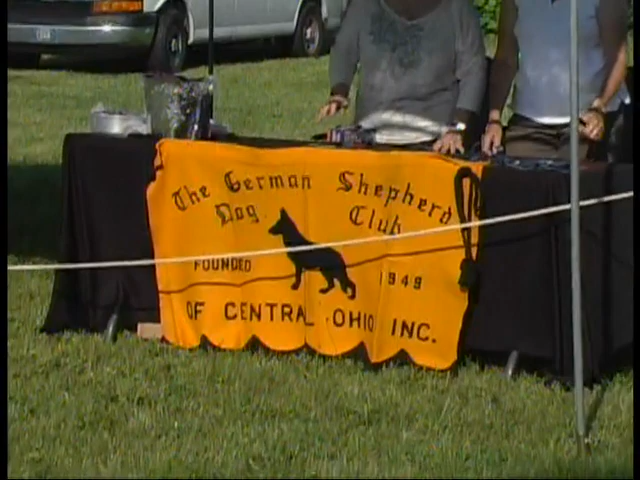 The German Shepherd
Dog Club
FOUNDED 1949
OF CENTRAL OHIO INC.